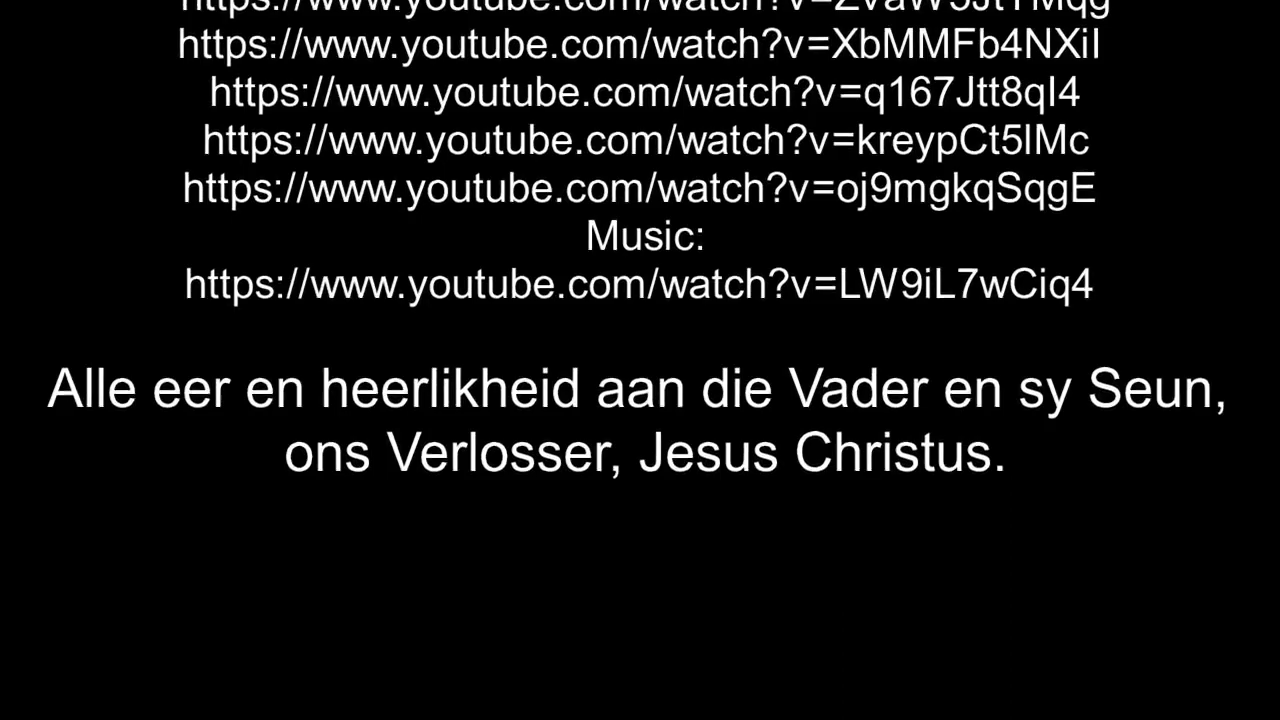 https://www.youtube.com/watch?v=XbMMFb4NXiI
https://www.youtube.com/watch?v=q167Jtt8qI4
https://www.youtube.com/watch?v=kreypCt5lMc
https://www.youtube.com/watch?v=oj9mgkqSqgE
Music:
https://www.youtube.com/watch?v=LW9iL7wCiq4
Alle eer en heerlikheid aan die Vader en sy Seun,
ons Verlosser, Jesus Christus.